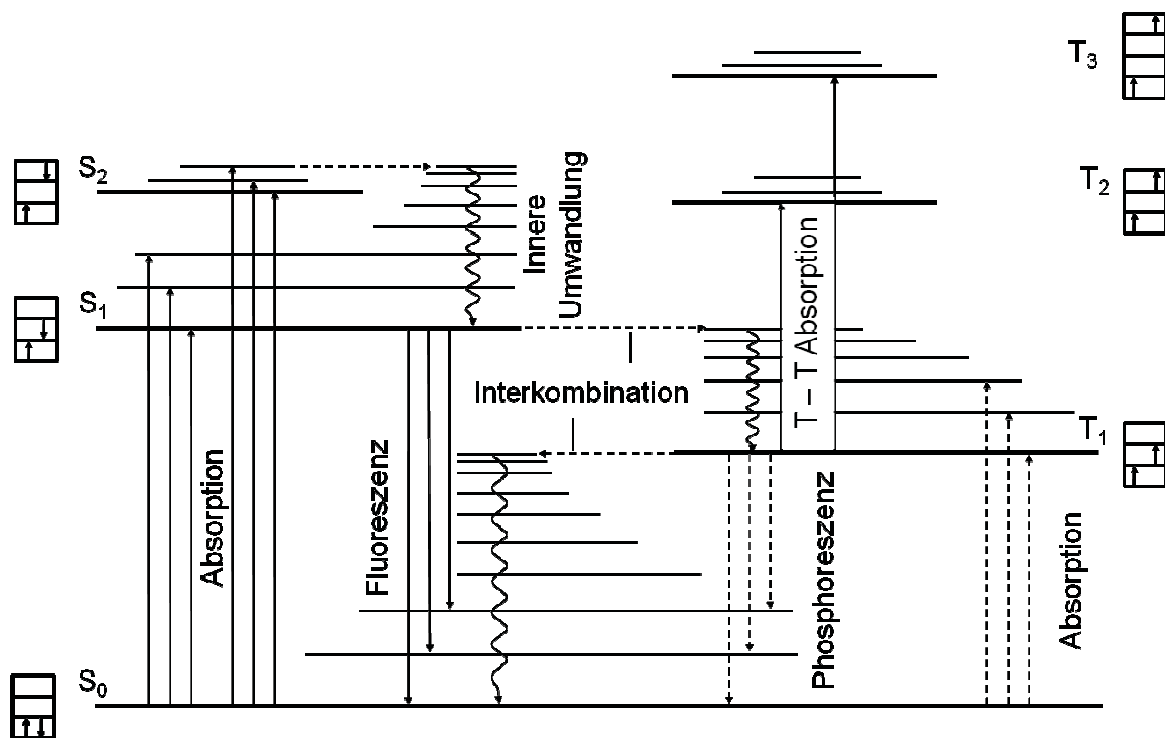 T3
S2
T2
Innere
Umwandlung
S1
T – T Absorption
Interkombination
T1
Absorption
Fluoreszenz
Phosphoreszenz
Absorption
S0